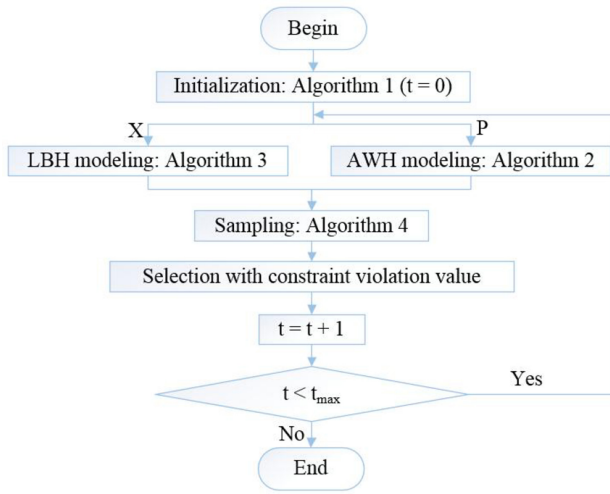 Begin
Initialization: Algorithm 1 (t = 0)
X
P
LBH modeling: Algorithm 3
AWH modeling: Algorithm 2
Sampling: Algorithm 4
Selection with constraint violation value
t = t + 1
t < tmax
Yes
No
End